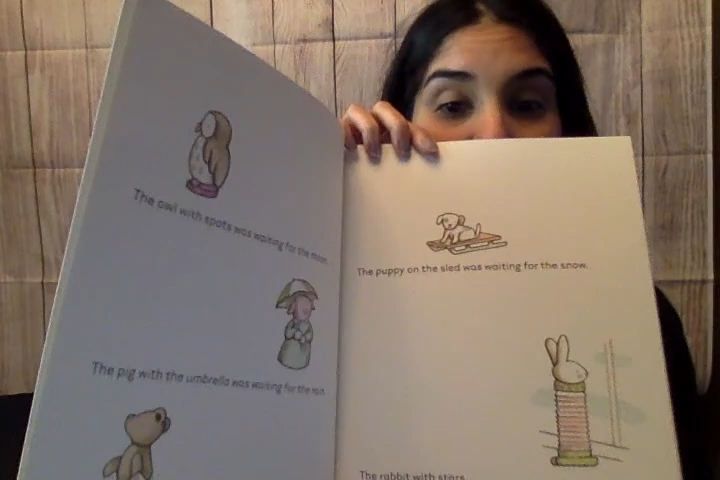 The owl with spots was waiting for the moon.
The pig with the umbrella was waiting for the rain.
The puppy on the sled was waiting for the snow.
The rabbit with stars